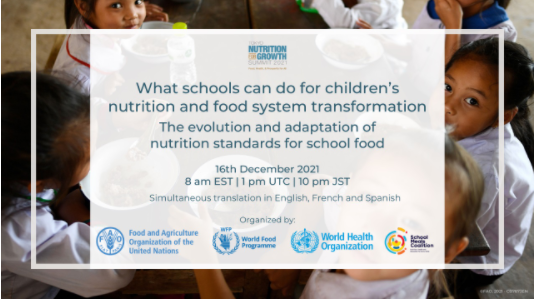 NUTRITION
for GROWTH
SUMMIT 2021
What schools can do for children's
nutrition and food system transformation
The evolution and adaptation of
nutrition standards for school food
16th December 2021
8 am EST | 1 pm UTC | 10 pm JST
Simultaneous translation in English, French and Spanish
Organized by:
FAO
Food and Agriculture
Organization of the
United Nations
WFP
World Food
Programme
World Health
Organization
School
Meals
Coalition